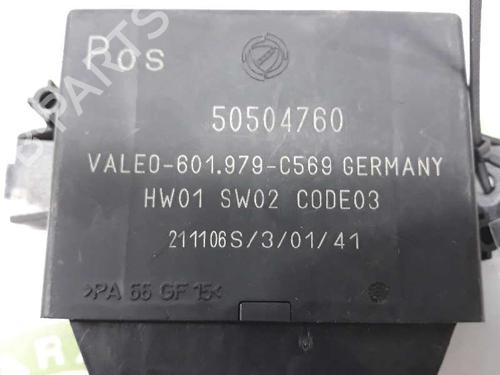 Pos
50504760
VALEO-601.979-C569 GERMANY
HW01 SW02 CODE03
211106S/3/01/41
>PA 66 GF 15<